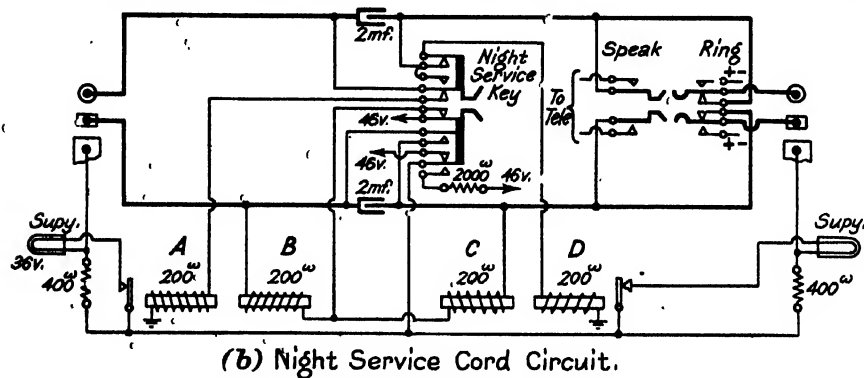 2mf.
Night
Service
Key
Speak
Ring
+-
To
Tele
46v.
46v.
+-
2000ω 46v.
2mf.
Supy.
36v.
400ω
A
200ω
B
200ω
C
200ω
D
200ω
Supy.
400ω
(b) Night Service Cord Circuit.